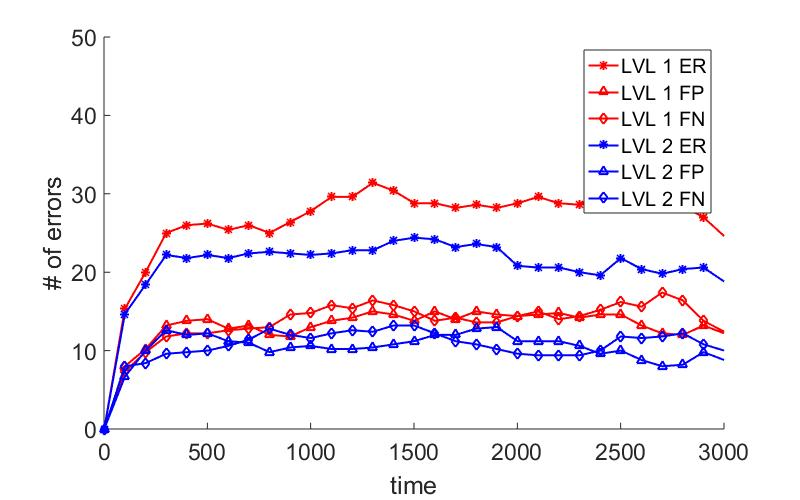 50
40
30
20
10
0
# of errors
LVL 1 ER
LVL 1 FP
LVL 1 FN
LVL 2 ER
LVL 2 FP
LVL 2 FN
0 500 1000 1500 2000 2500 3000
time